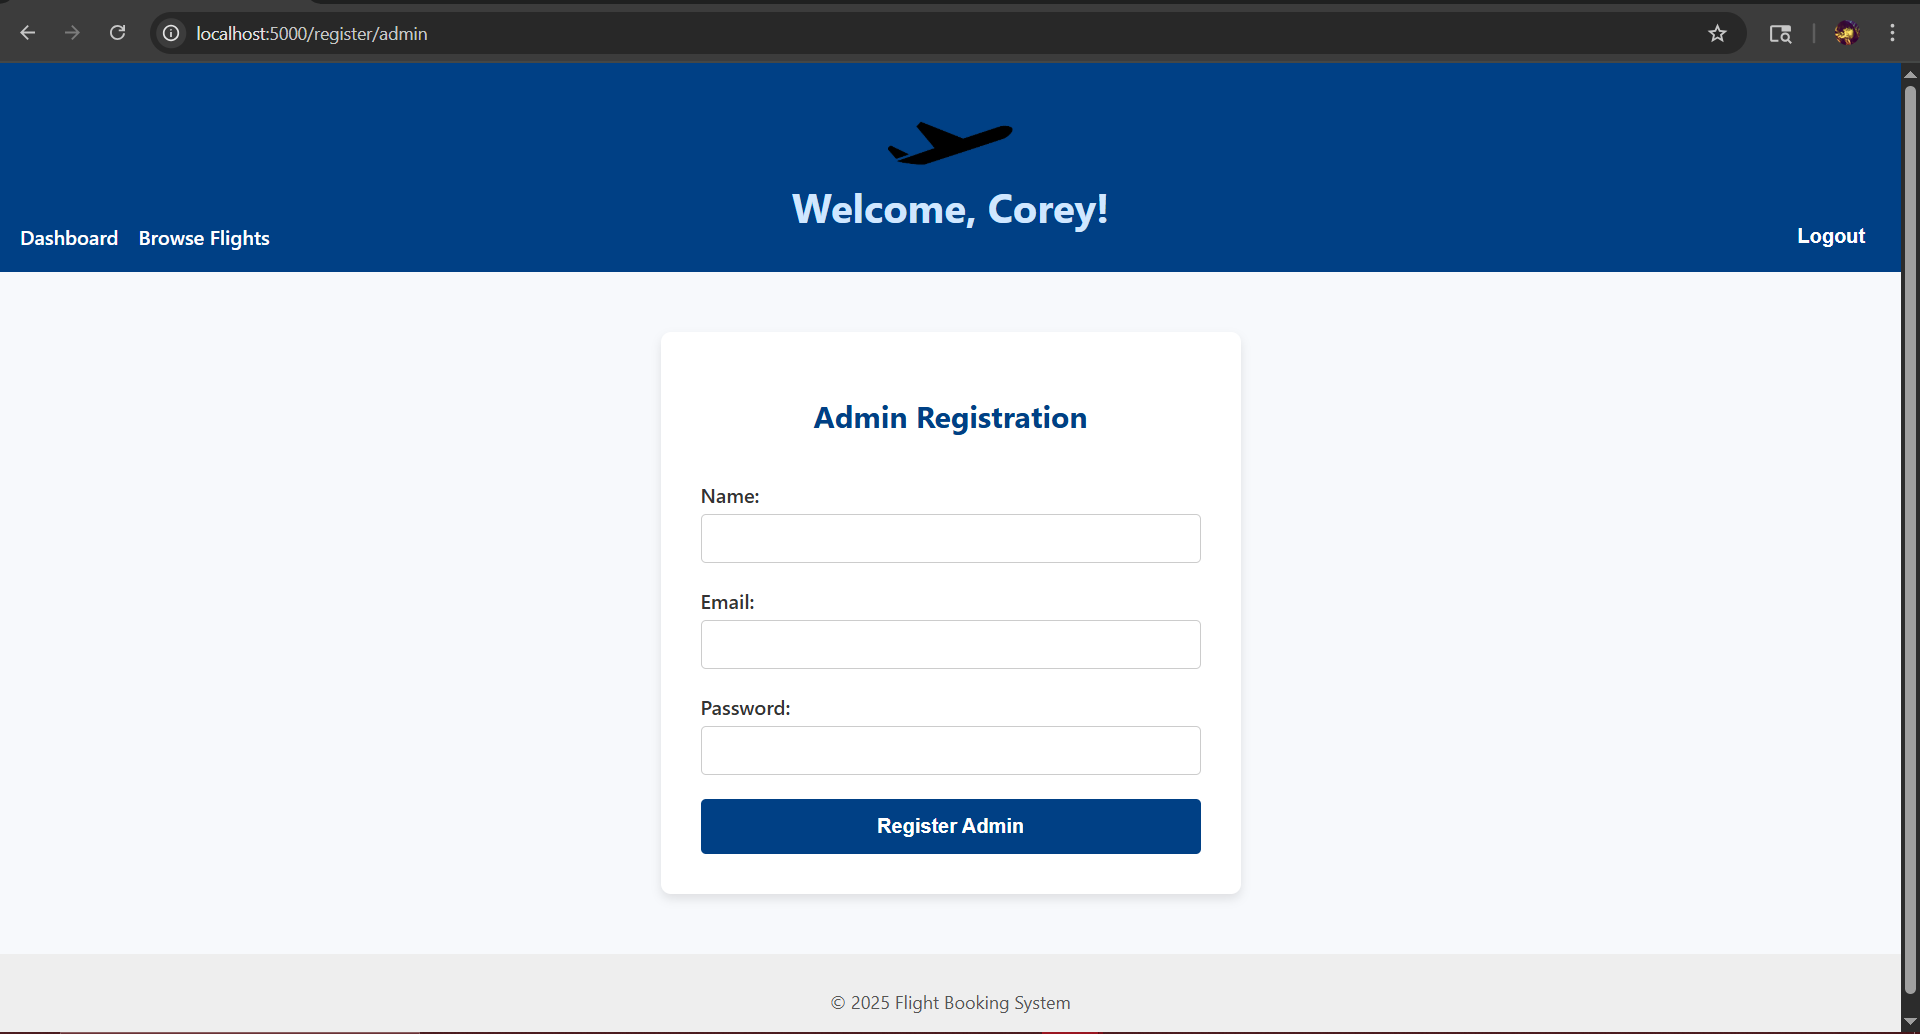 localhost:5000/register/admin
Welcome, Corey!
Dashboard Browse Flights Logout
Admin Registration
Name:
Email:
Password:
Register Admin
© 2025 Flight Booking System